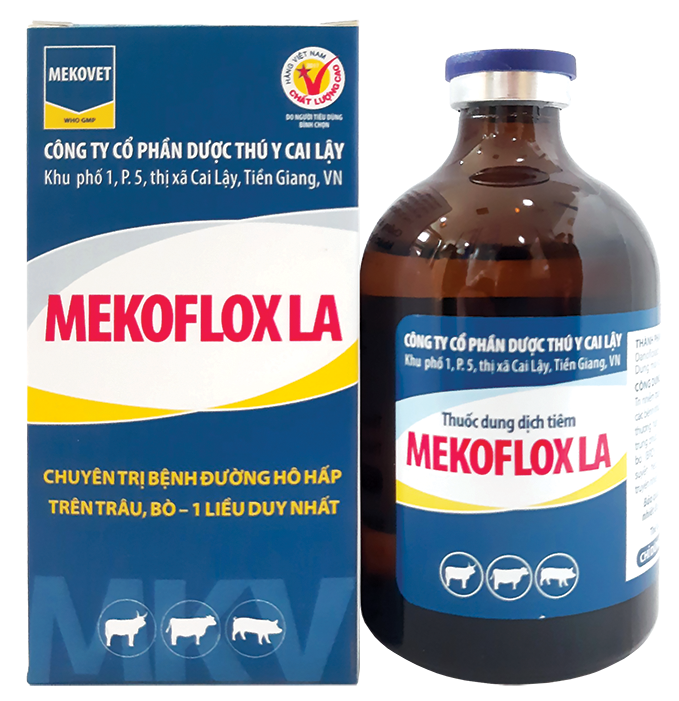 MEKOVET
WHO GMP
HÀNG VIỆT NAM
CHẤT LƯỢNG CAO
DO NGƯỜI TIÊU DÙNG
BÌNH CHỌN
CÔNG TY CỔ PHẦN DƯỢC THÚ Y CAI LẬY
Khu phố 1, P. 5, thị xã Cai Lậy, Tiền Giang, VN
MEKOFLOX LA
CHUYÊN TRỊ BỆNH ĐƯỜNG HÔ HẤP
TRÊN TRÂU, BÒ – 1 LIỀU DUY NHẤT
MKV
CÔNG TY CỔ PHẦN DƯỢC THÚ Y CAI LẬY
Khu phố 1, P. 5, thị xã Cai Lậy, Tiền Giang, VN
Thuốc dung dịch tiêm
MEKOFLOX LA